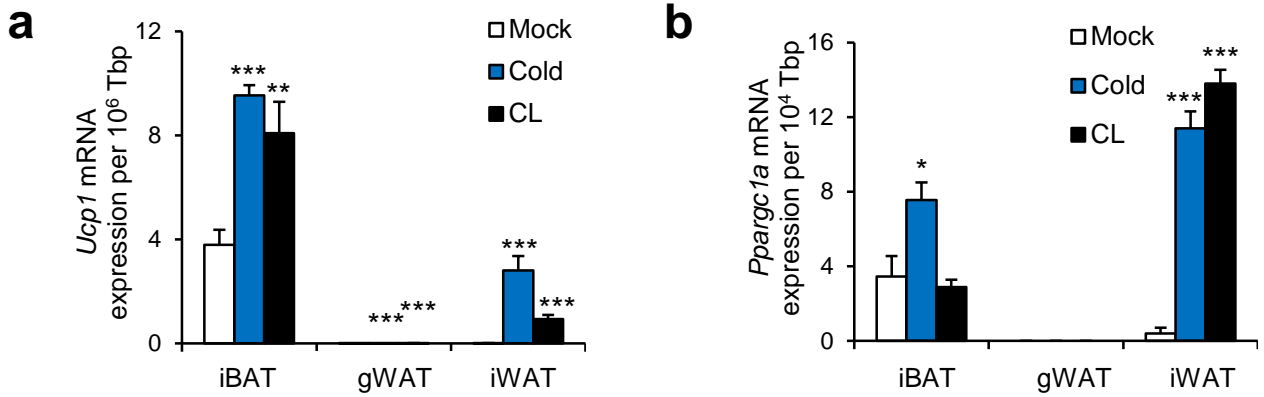 a
Ucp1 mRNA
expression per 10⁶ Tbp
12
8
4
0
Mock
Cold
CL
***
**
***
***
***
***
iBAT
gWAT
iWAT
b
Ppargc1a mRNA
expression per 10⁴ Tbp
16
12
8
4
0
Mock
Cold
CL
*
***
***
iBAT
gWAT
iWAT